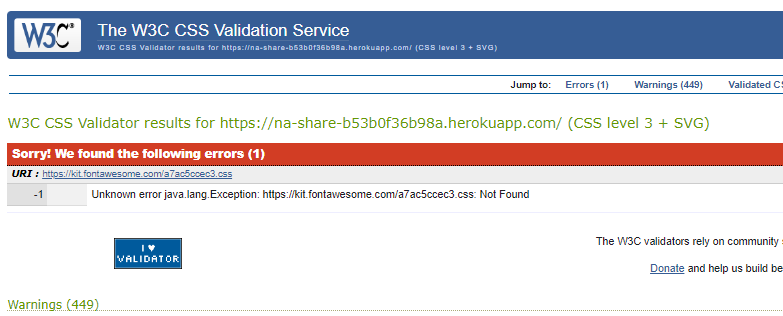 W3C®
The W3C CSS Validation Service
W3C CSS Validator results for https://na-share-b53b0f36b98a.herokuapp.com/ (CSS level 3 + SVG)
Jump to: Errors (1) Warnings (449) Validated CS
W3C CSS Validator results for https://na-share-b53b0f36b98a.herokuapp.com/ (CSS level 3 + SVG)
Sorry! We found the following errors (1)
URI : https://kit.fontawesome.com/a7ac5ccec3.css
-1 Unknown error java.lang.Exception: https://kit.fontawesome.com/a7ac5ccec3.css: Not Found
I ♥
VALIDATOR
The W3C validators rely on community
Donate and help us build be
Warnings (449)